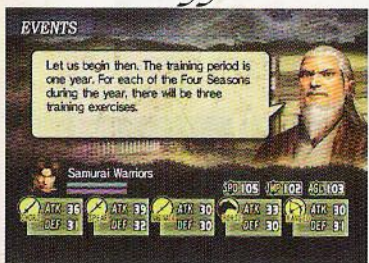 EVENTS
Let us begin then. The training period is
one year. For each of the Four Seasons
during the year, there will be three
training exercises.
Samurai Warriors
SPD 105 JMP 102 AGL 103
ATK 36 ATK 39 ATK 30 ATK 33 ATK 30
DEF 31 DEF 32 DEF 30 DEF 30 DEF 31